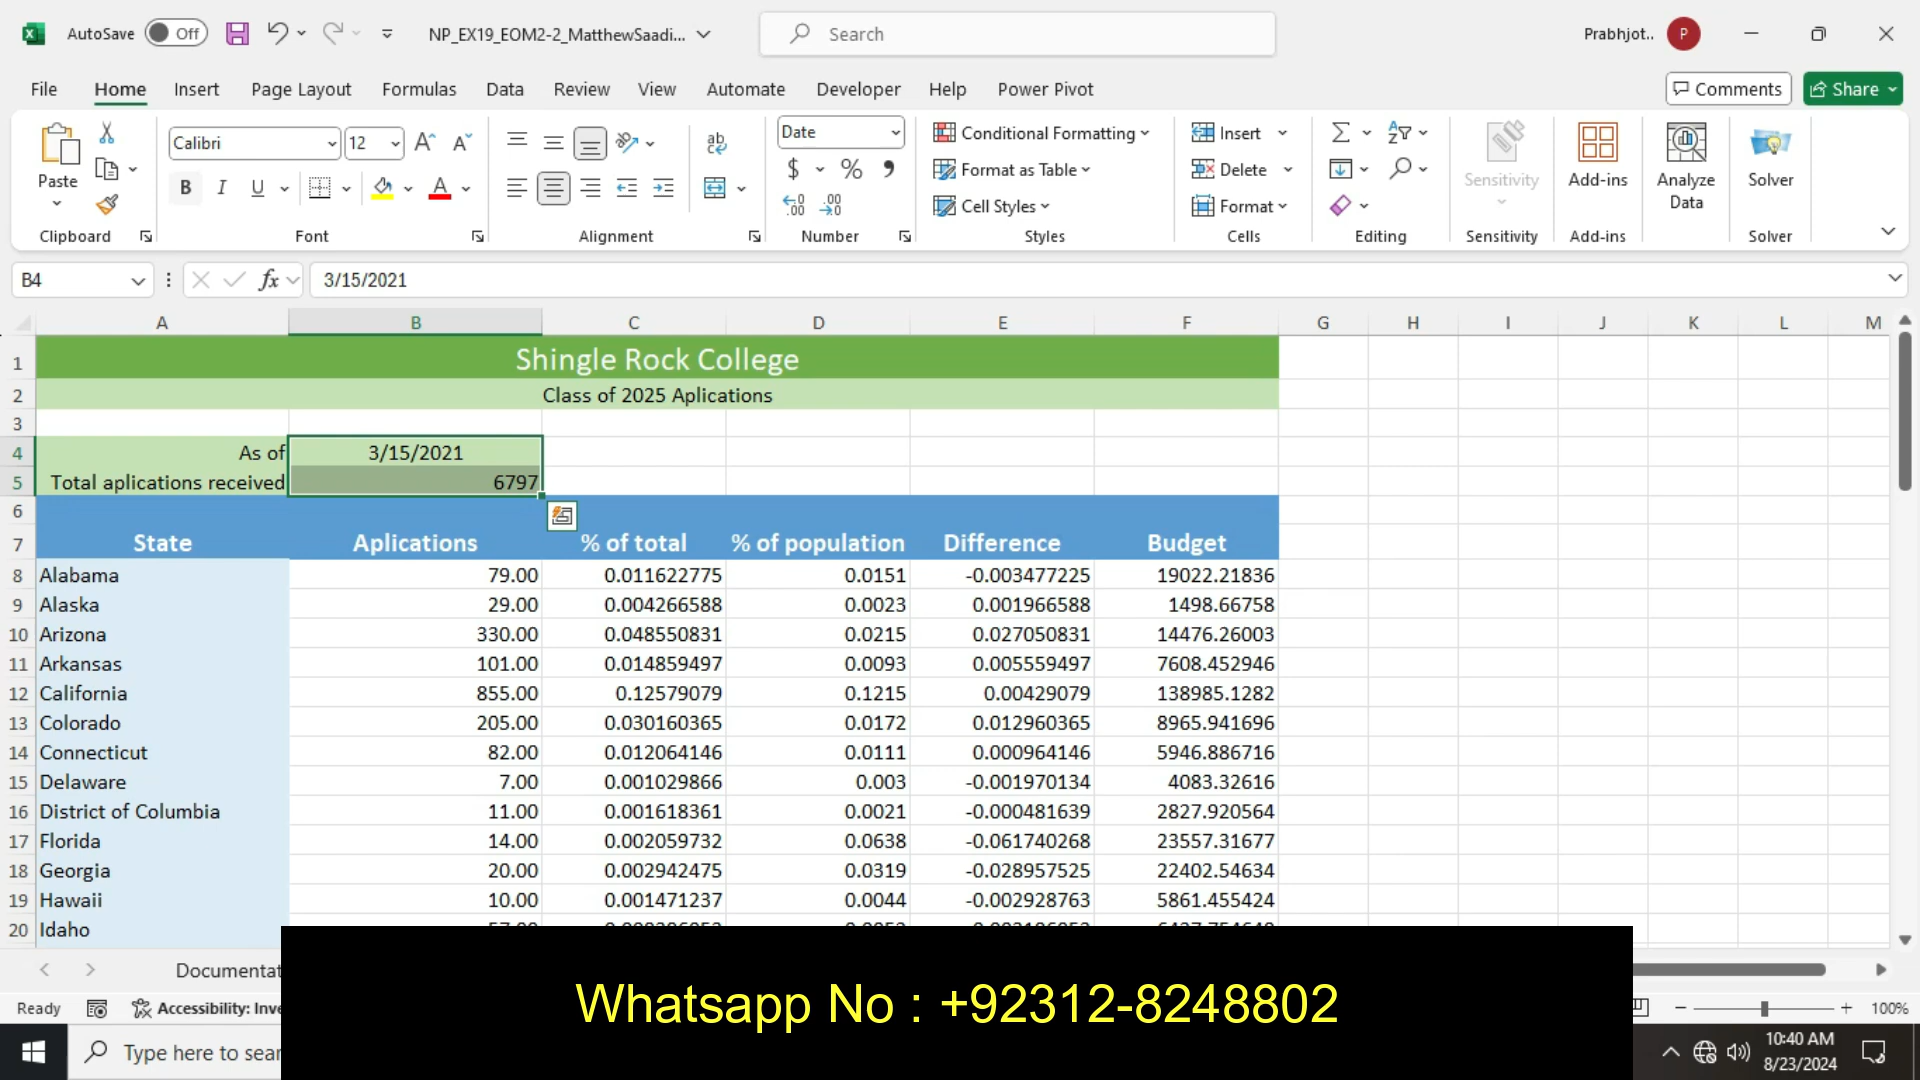 AutoSave Off NP_EX19_EOM2-2_MatthewSaadi... Search Prabhjot.. P
File Home Insert Page Layout Formulas Data Review View Automate Developer Help Power Pivot Comments Share
Calibri 12 Date Conditional Formatting Insert
Paste Format as Table Delete Sensitivity Add-ins Analyze Data Solver
Cell Styles Format
Clipboard Font Alignment Number Styles Cells Editing Sensitivity Add-ins Solver
B4 fx 3/15/2021
A B C D E F G H I J K L M
1 Shingle Rock College
2 Class of 2025 Aplications
3
4 As of 3/15/2021
5 Total aplications received 6797
6
7 State Aplications % of total % of population Difference Budget
8 Alabama 79.00 0.011622775 0.0151 -0.003477225 19022.21836
9 Alaska 29.00 0.004266588 0.0023 0.001966588 1498.66758
10 Arizona 330.00 0.048550831 0.0215 0.027050831 14476.26003
11 Arkansas 101.00 0.014859497 0.0093 0.005559497 7608.452946
12 California 855.00 0.12579079 0.1215 0.00429079 138985.1282
13 Colorado 205.00 0.030160365 0.0172 0.012960365 8965.941696
14 Connecticut 82.00 0.012064146 0.0111 0.000964146 5946.886716
15 Delaware 7.00 0.001029866 0.003 -0.001970134 4083.32616
16 District of Columbia 11.00 0.001618361 0.0021 -0.000481639 2827.920564
17 Florida 14.00 0.002059732 0.0638 -0.061740268 23557.31677
18 Georgia 20.00 0.002942475 0.0319 -0.028957525 22402.54634
19 Hawaii 10.00 0.001471237 0.0044 -0.002928763 5861.455424
20 Idaho
Documentat
Ready Accessibility: Inve 100%
Whatsapp No : +92312-8248802
Type here to sear 10:40 AM
8/23/2024